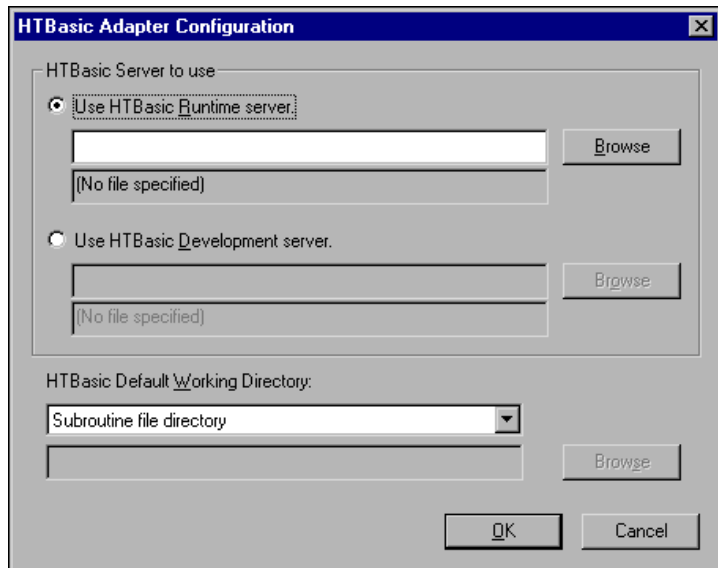 HTBasic Adapter Configuration
HTBasic Server to use
Use HTBasic Runtime server.
Browse
(No file specified)
Use HTBasic Development server.
Browse
(No file specified)
HTBasic Default Working Directory:
Subroutine file directory
Browse
OK Cancel